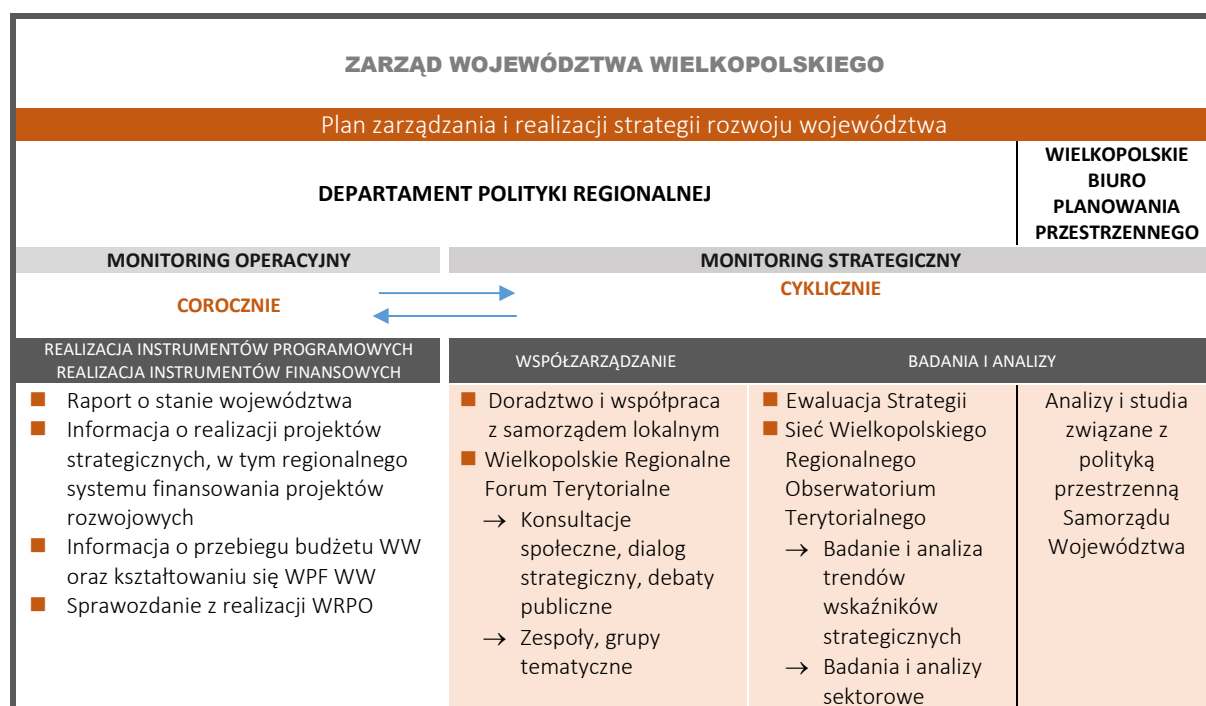 ZARZĄD WOJEWÓDZTWA WIELKOPOLSKIEGO
Plan zarządzania i realizacji strategii rozwoju województwa
DEPARTAMENT POLITYKI REGIONALNEJ
WIELKOPOLSKIE
BIURO
PLANOWANIA
PRZESTRZENNEGO
MONITORING OPERACYJNY
MONITORING STRATEGICZNY
COROCZNIE
CYKLICZNIE
REALIZACJA INSTRUMENTÓW PROGRAMOWYCH
REALIZACJA INSTRUMENTÓW FINANSOWYCH
WSPÓŁZARZĄDZANIE
BADANIA I ANALIZY
■ Raport o stanie województwa
■ Informacja o realizacji projektów
strategicznych, w tym regionalnego
systemu finansowania projektów
rozwojowych
■ Informacja o przebiegu budżetu WW
oraz kształtowaniu się WPF WW
■ Sprawozdanie z realizacji WRPO
■ Doradztwo i współpraca
z samorządem lokalnym
■ Wielkopolskie Regionalne
Forum Terytorialne
→ Konsultacje
społeczne, dialog
strategiczny, debaty
publiczne
→ Zespoły, grupy
tematyczne
■ Ewaluacja Strategii
■ Sieć Wielkopolskiego
Regionalnego
Obserwatorium
Terytorialnego
→ Badanie i analiza
trendów
wskaźników
strategicznych
→ Badania i analizy
sektorowe
Analizy i studia
związane z
polityką
przestrzenną
Samorządu
Województwa